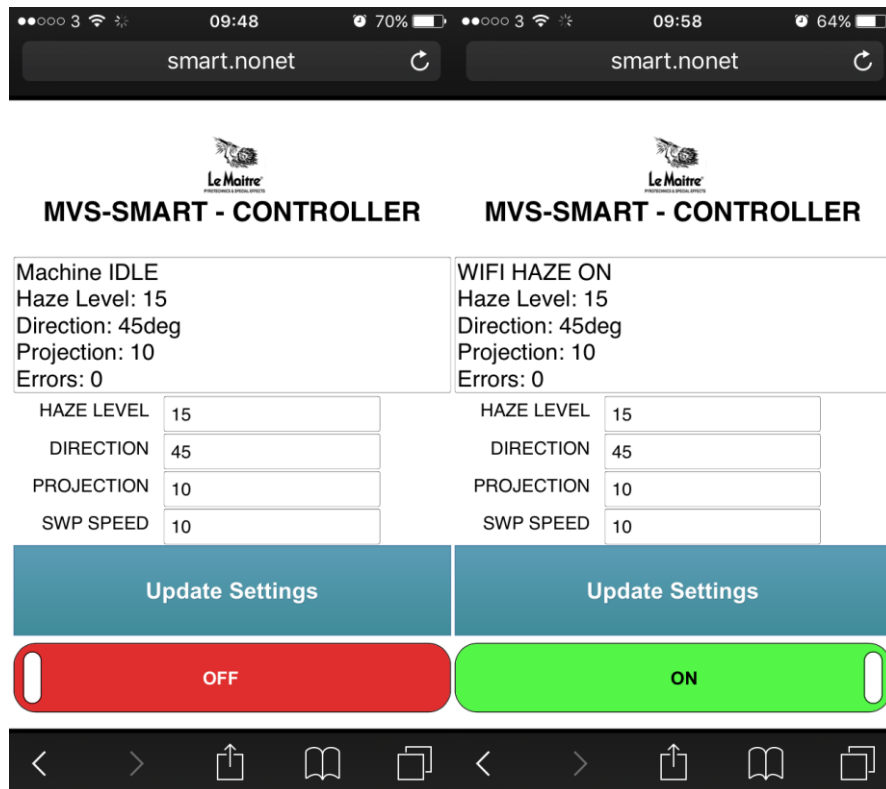 ●●○○○ 3 09:48 70%
smart.nonet
Le Maitre
PYROTECHNICS & SPECIAL EFFECTS
MVS-SMART - CONTROLLER
Machine IDLE
Haze Level: 15
Direction: 45deg
Projection: 10
Errors: 0
HAZE LEVEL 15
DIRECTION 45
PROJECTION 10
SWP SPEED 10
Update Settings
OFF
●●○○○ 3 09:58 64%
smart.nonet
Le Maitre
PYROTECHNICS & SPECIAL EFFECTS
MVS-SMART - CONTROLLER
WIFI HAZE ON
Haze Level: 15
Direction: 45deg
Projection: 10
Errors: 0
HAZE LEVEL 15
DIRECTION 45
PROJECTION 10
SWP SPEED 10
Update Settings
ON